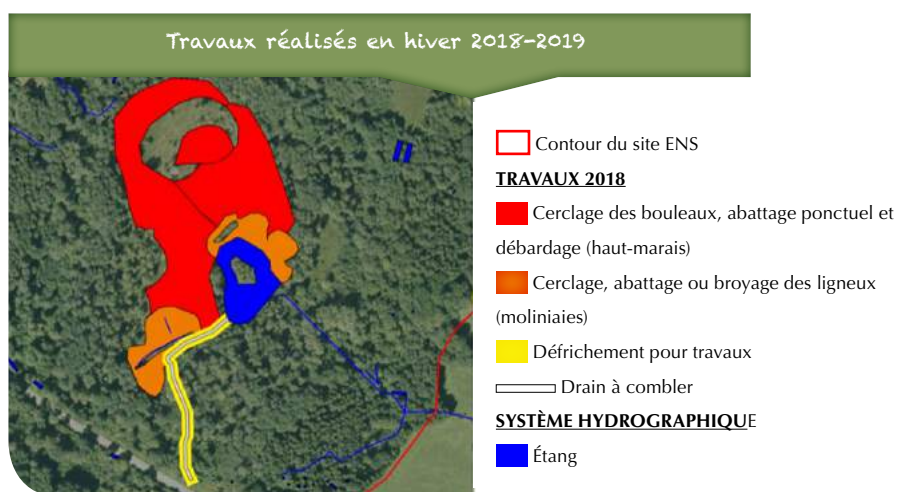 Travaux réalisés en hiver 2018-2019
Contour du site ENS
TRAVAUX 2018
Cerclage des bouleaux, abattage ponctuel et
débardage (haut-marais)
Cerclage, abattage ou broyage des ligneux
(moliniaies)
Défrichement pour travaux
Drain à combler
SYSTÈME HYDROGRAPHIQUE
Étang